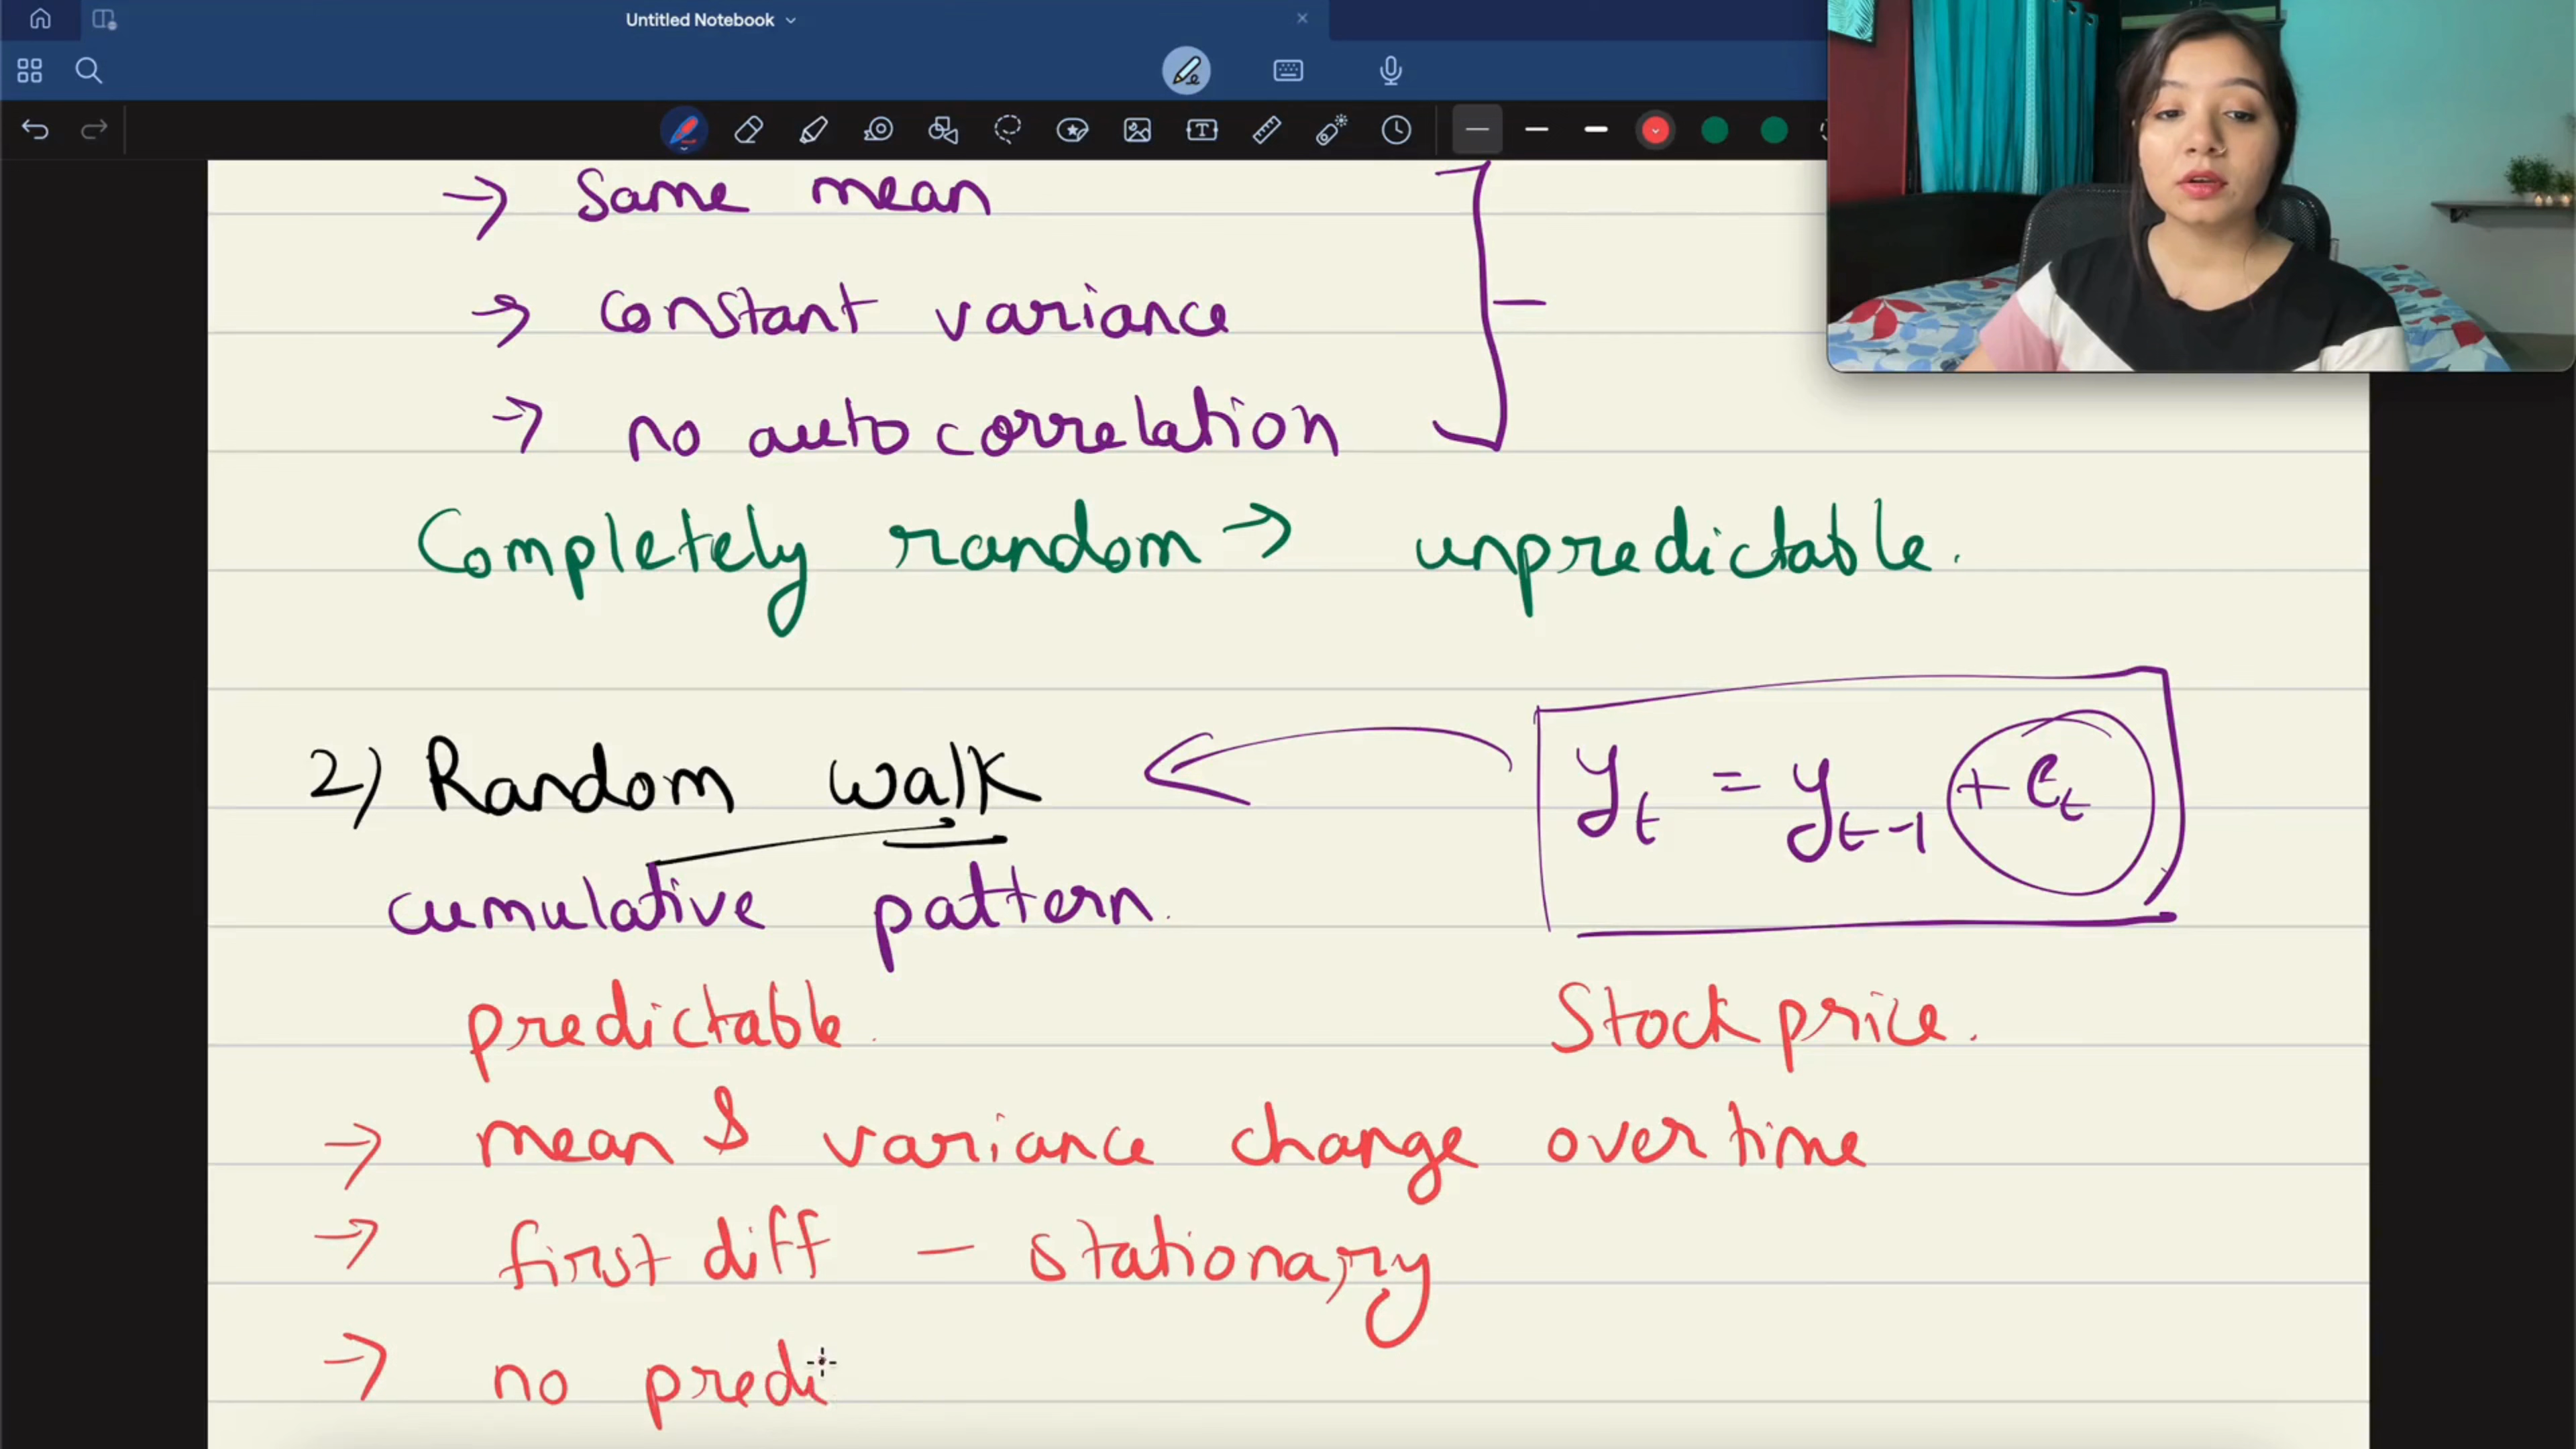 Untitled Notebook
→ Same mean
→ constant variance
→ no autocorrelation
Completely random → unpredictable.
2) Random walk
yt = yt-1 + et
cumulative pattern.
predictable.
Stock price.
→ mean & variance change over time
→ first diff - stationary
→ no predi